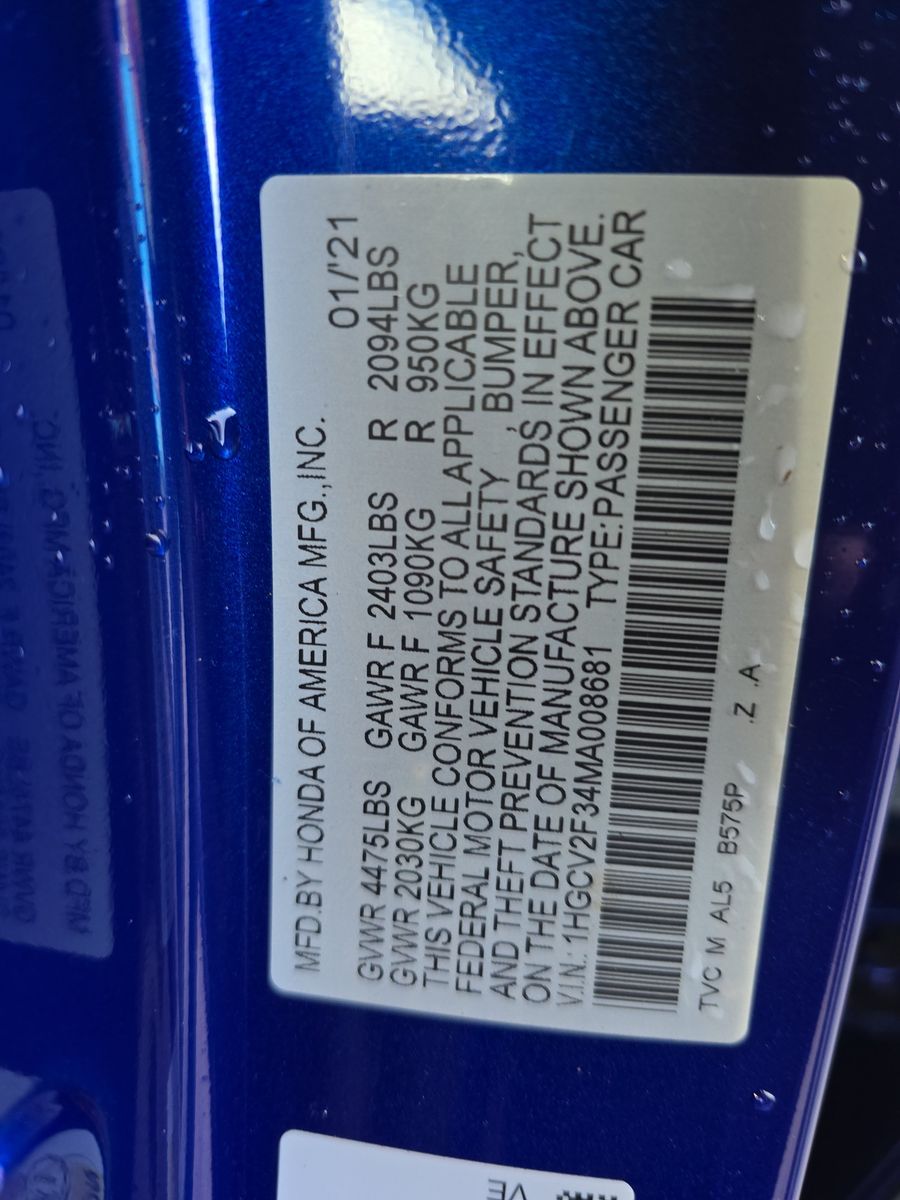 MFD.BY HONDA OF AMERICA MFG.,INC. 01/'21
GVWR 4475LBS GAWR F 2403LBS R 2094LBS
GVWR 2030KG GAWR F 1090KG R 950KG
THIS VEHICLE CONFORMS TO ALL APPLICABLE
FEDERAL MOTOR VEHICLE SAFETY, BUMPER,
AND THEFT PREVENTION STANDARDS, IN EFFECT
ON THE DATE OF MANUFACTURE SHOWN ABOVE.
V.I.N.: 1HGCV2F34MA008681 TYPE:PASSENGER CAR
TVC M AL5 B575P .Z .A
VE